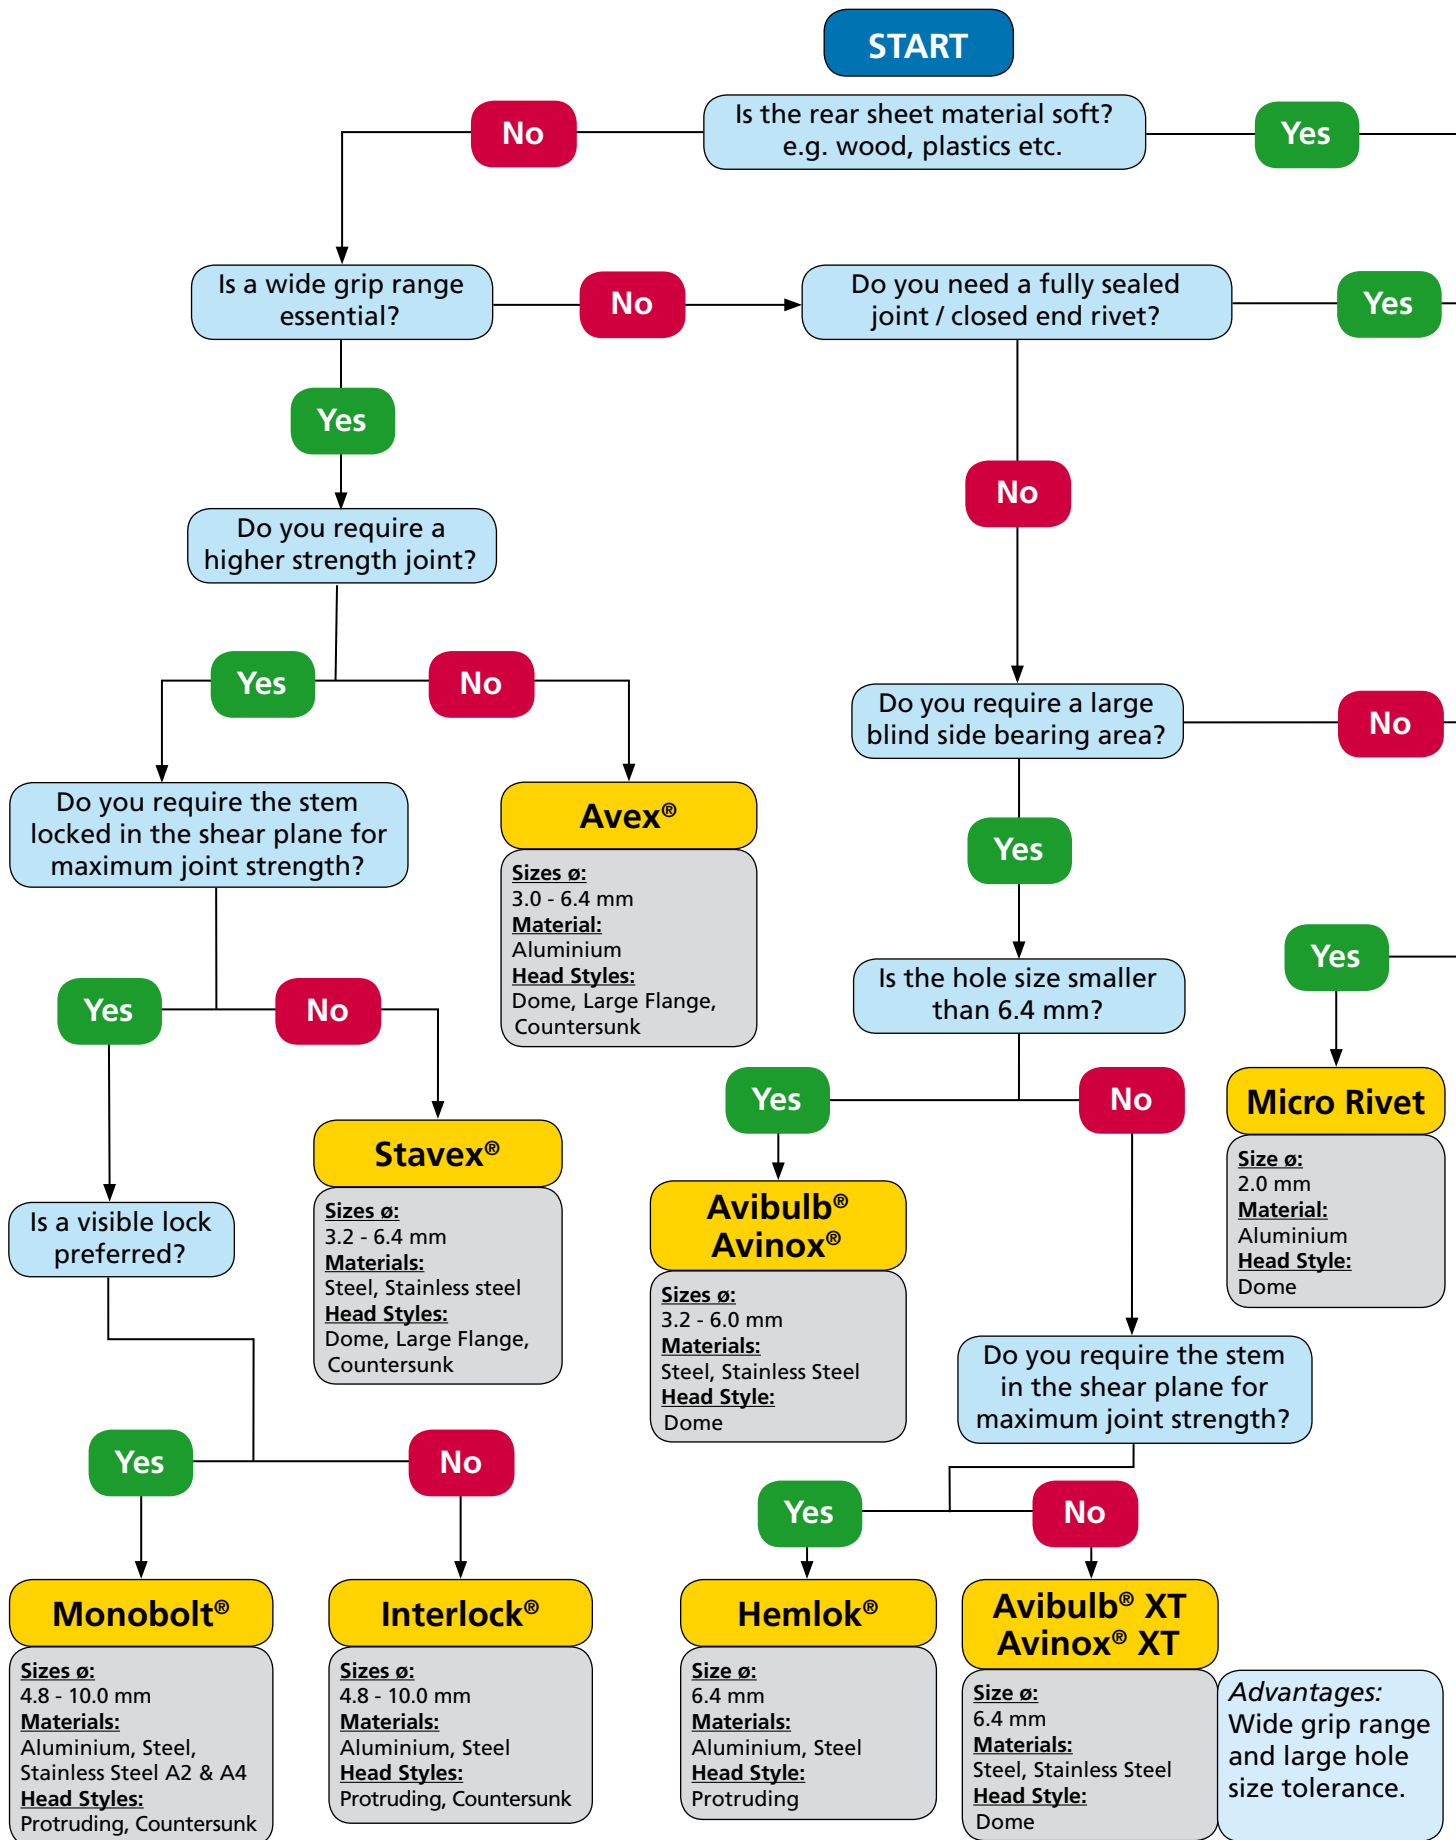 START
Is the rear sheet material soft?
e.g. wood, plastics etc.
No
Yes
Is a wide grip range
essential?
No
Do you need a fully sealed
joint / closed end rivet?
Yes
Yes
No
Do you require a
higher strength joint?
Yes
No
Do you require a large
blind side bearing area?
No
Do you require the stem
locked in the shear plane for
maximum joint strength?
Avex®
Sizes ø:
3.0 - 6.4 mm
Material:
Aluminium
Head Styles:
Dome, Large Flange,
Countersunk
Yes
Is the hole size smaller
than 6.4 mm?
Yes
Yes
No
Yes
No
Micro Rivet
Size ø:
2.0 mm
Material:
Aluminium
Head Style:
Dome
Stavex®
Sizes ø:
3.2 - 6.4 mm
Materials:
Steel, Stainless steel
Head Styles:
Dome, Large Flange,
Countersunk
Is a visible lock
preferred?
Avibulb®
Avinox®
Sizes ø:
3.2 - 6.0 mm
Materials:
Steel, Stainless Steel
Head Style:
Dome
Do you require the stem
in the shear plane for
maximum joint strength?
Yes
No
Yes
No
Monobolt®
Sizes ø:
4.8 - 10.0 mm
Materials:
Aluminium, Steel,
Stainless Steel A2 & A4
Head Styles:
Protruding, Countersunk
Interlock®
Sizes ø:
4.8 - 10.0 mm
Materials:
Aluminium, Steel
Head Styles:
Protruding, Countersunk
Hemlok®
Size ø:
6.4 mm
Materials:
Aluminium, Steel
Head Style:
Protruding
Avibulb® XT
Avinox® XT
Size ø:
6.4 mm
Materials:
Steel, Stainless Steel
Head Style:
Dome
Advantages:
Wide grip range
and large hole
size tolerance.